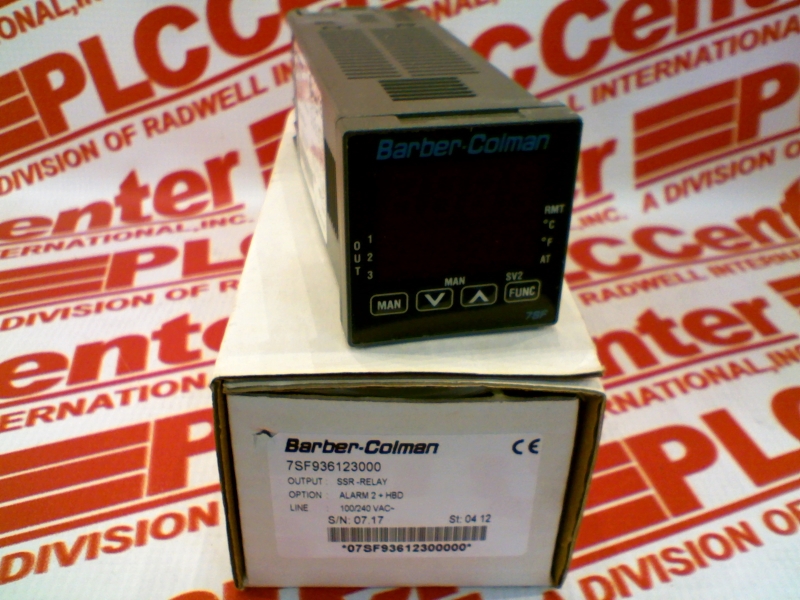 PLCCenter
A DIVISION OF RADWELL INTERNATIONAL, INC.
Barber-Colman
RMT
°C
°F
AT
OUT
1
2
3
MAN
SV2
MAN
FUNC
7SF
Barber-Colman
CE
7SF936123000
OUTPUT : SSR -RELAY
OPTION : ALARM 2 + HBD
LINE : 100/240 VAC~
S/N: 07.17 St: 04 12
*07SF93612300000*